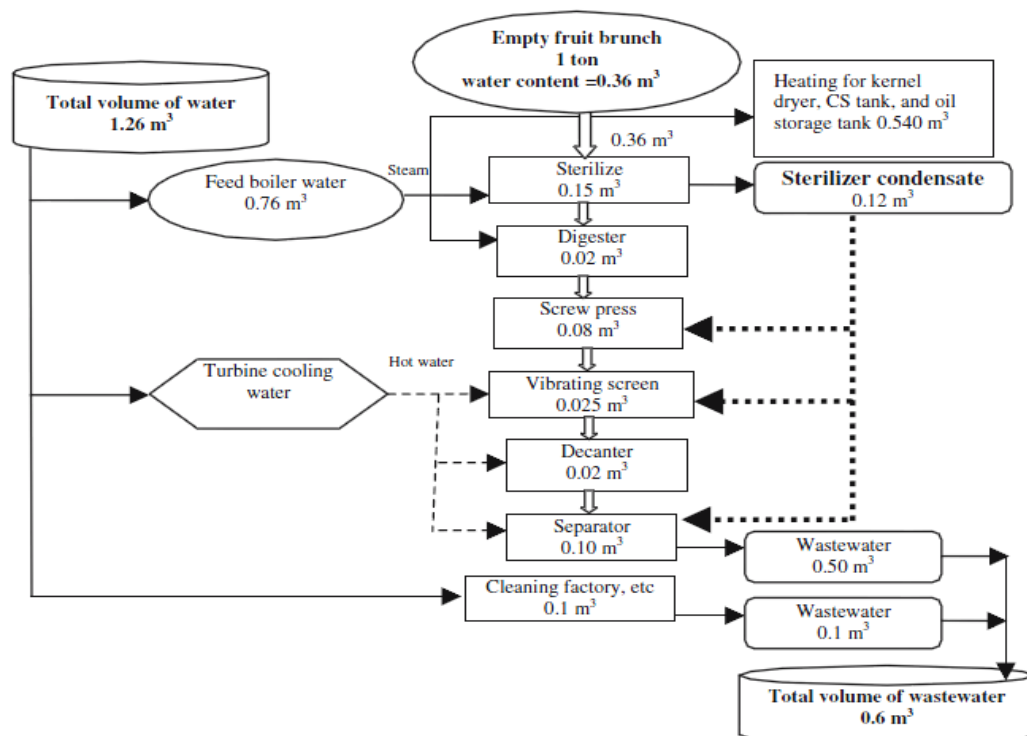 Empty fruit brunch
1 ton
water content =0.36 m³
Total volume of water
1.26 m³
Heating for kernel
dryer, CS tank, and oil
storage tank 0.540 m³
0.36 m³
Steam
Feed boiler water
0.76 m³
Sterilize
0.15 m³
Sterilizer condensate
0.12 m³
Digester
0.02 m³
Screw press
0.08 m³
Hot water
Turbine cooling
water
Vibrating screen
0.025 m³
Decanter
0.02 m³
Separator
0.10 m³
Wastewater
0.50 m³
Cleaning factory, etc
0.1 m³
Wastewater
0.1 m³
Total volume of wastewater
0.6 m³